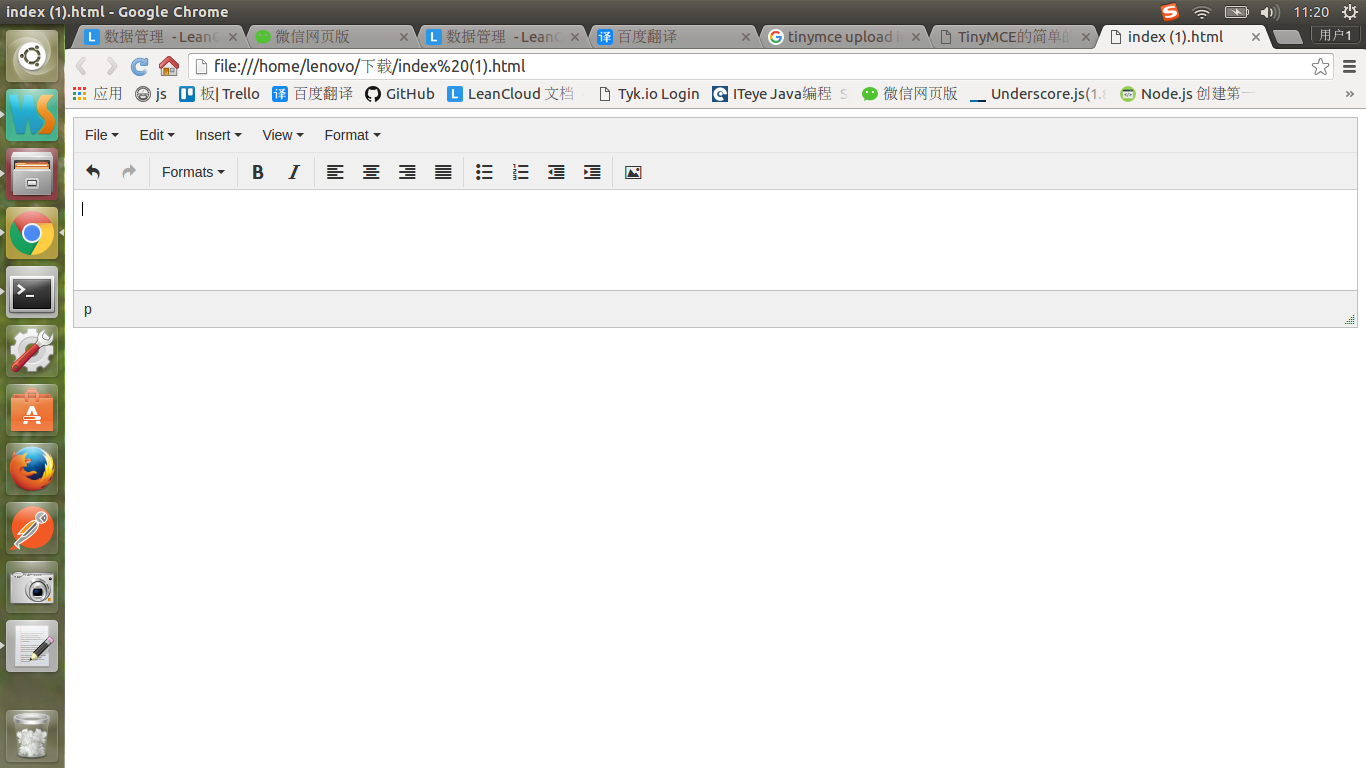 index (1).html - Google Chrome
11:20
数据管理 - Lean
微信网页版
数据管理 - Lean
百度翻译
tinymce upload
TinyMCE的简单
index (1).html
用户1
file:///home/lenovo/下载/index%20(1).html
应用
js
板| Trello
百度翻译
GitHub
LeanCloud 文档
Tyk.io Login
ITeye Java编程
微信网页版
Underscore.js(1.8
Node.js 创建第一
»
File Edit Insert View Format
Formats B I
p